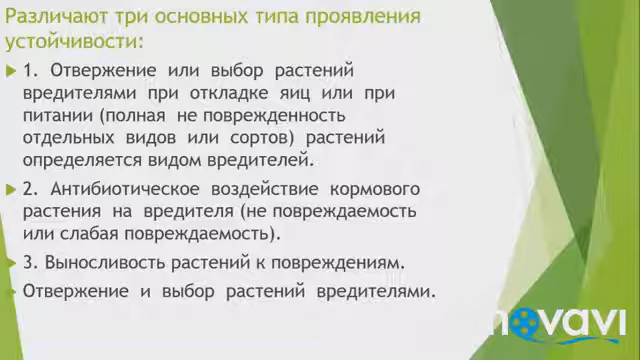 Различают три основных типа проявления
устойчивости:
1. Отвержение или выбор растений
вредителями при откладке яиц или при
питании (полная не поврежденность
отдельных видов или сортов) растений
определяется видом вредителей.
2. Антибиотическое воздействие кормового
растения на вредителя (не повреждаемость
или слабая повреждаемость).
3. Выносливость растений к повреждениям.
Отвержение и выбор растений вредителями.
movavi